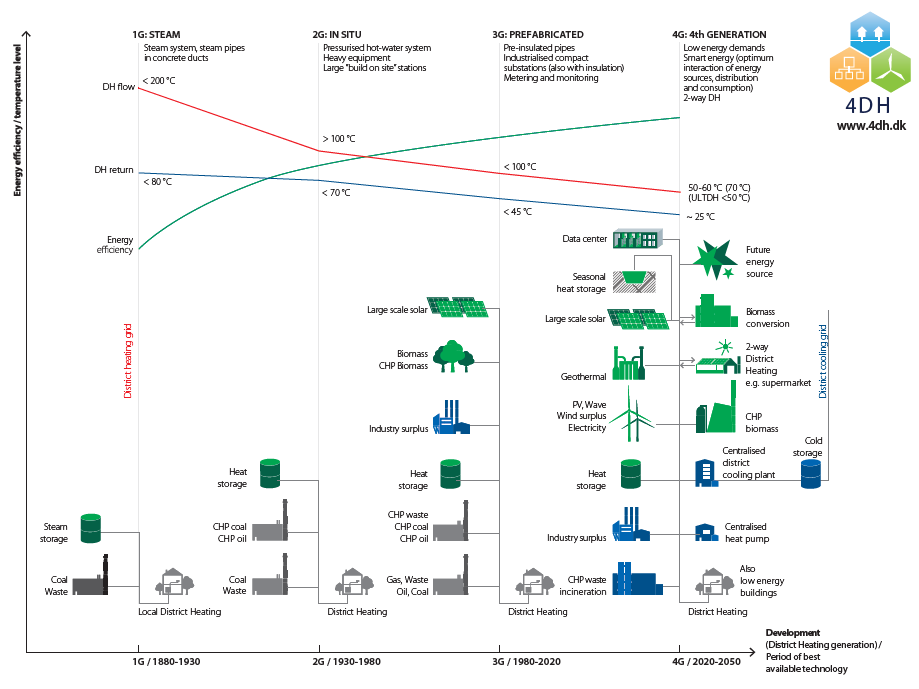 1G: STEAM
Steam system, steam pipes
in concrete ducts
2G: IN SITU
Pressurised hot-water system
Heavy equipment
Large "build on site" stations
3G: PREFABRICATED
Pre-insulated pipes
Industrialised compact
substations (also with insulation)
Metering and monitoring
4G: 4th GENERATION
Low energy demands
Smart energy (optimum
interaction of energy
sources, distribution
and consumption)
2-way DH
4DH
www.4dh.dk
Energy efficiency / temperature level
DH flow
< 200 °C
> 100 °C
< 100 °C
50-60 °C (70 °C)
(ULTDH <50 °C)
DH return
< 80 °C
< 70 °C
< 45 °C
~ 25 °C
Energy
efficiency
District heating grid
District cooling grid
Data center
Future
energy
source
Seasonal
heat storage
Large scale solar
Large scale solar
Biomass
conversion
Biomass
CHP Biomass
Geothermal
2-way
District
Heating
e.g. supermarket
Industry surplus
PV, Wave
Wind surplus
Electricity
CHP
biomass
Heat
storage
Heat
storage
Heat
storage
Centralised
district
cooling plant
Cold
storage
Steam
storage
CHP coal
CHP oil
CHP waste
CHP coal
CHP oil
Industry surplus
Centralised
heat pump
Coal
Waste
Coal
Waste
Gas, Waste
Oil, Coal
CHP waste
incineration
Also
low energy
buildings
Local District Heating
District Heating
District Heating
District Heating
1G / 1880-1930
2G / 1930-1980
3G / 1980-2020
4G / 2020-2050
Development
(District Heating generation) /
Period of best
available technology